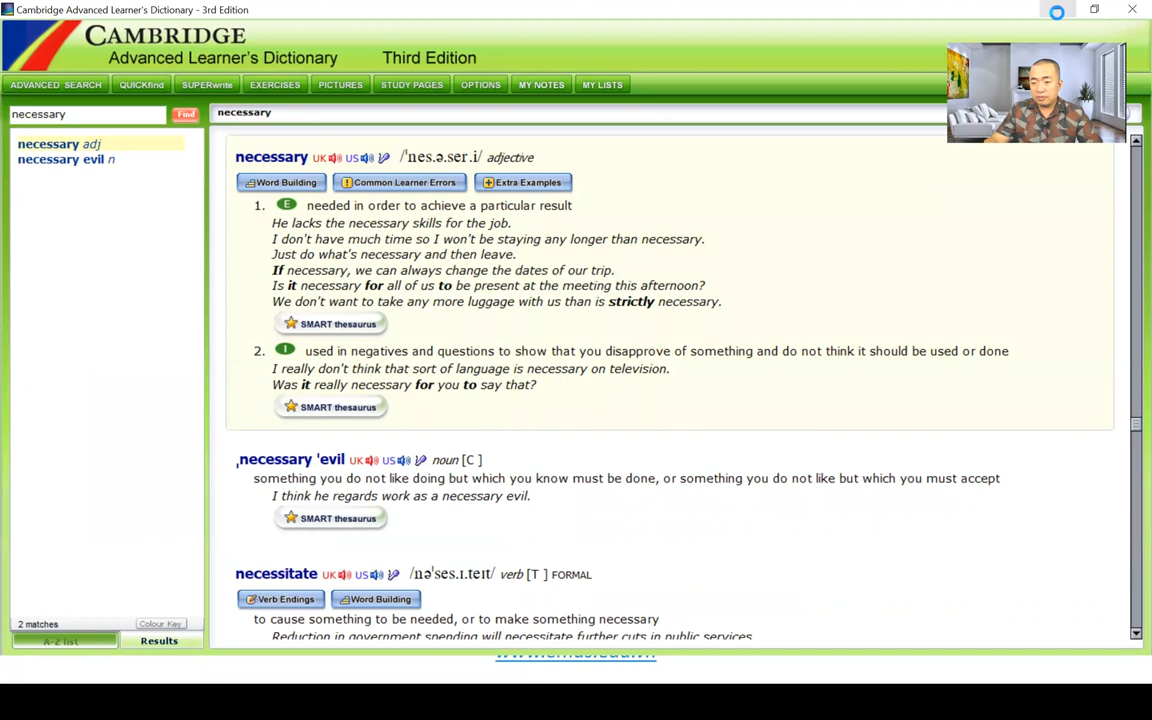 Cambridge Advanced Learner's Dictionary - 3rd Edition
CAMBRIDGE
Advanced Learner's Dictionary Third Edition
ADVANCED SEARCH QUICKfind SUPERwrite EXERCISES PICTURES STUDY PAGES OPTIONS MY NOTES MY LISTS
necessary Find
necessary
necessary adj
necessary evil n
necessary UK US /ˈnes.ə.ser.i/ adjective
Word Building Common Learner Errors Extra Examples
1. E needed in order to achieve a particular result
He lacks the necessary skills for the job.
I don't have much time so I won't be staying any longer than necessary.
Just do what's necessary and then leave.
If necessary, we can always change the dates of our trip.
Is it necessary for all of us to be present at the meeting this afternoon?
We don't want to take any more luggage with us than is strictly necessary.
SMART thesaurus
2. I used in negatives and questions to show that you disapprove of something and do not think it should be used or done
I really don't think that sort of language is necessary on television.
Was it really necessary for you to say that?
SMART thesaurus
ˌnecessary ˈevil UK US noun [C ]
something you do not like doing but which you know must be done, or something you do not like but which you must accept
I think he regards work as a necessary evil.
SMART thesaurus
necessitate UK US /nəˈses.ɪ.teɪt/ verb [T ] FORMAL
Verb Endings Word Building
to cause something to be needed, or to make something necessary
Reduction in government spending will necessitate further cuts in public services
2 matches Colour Key
A-Z list Results